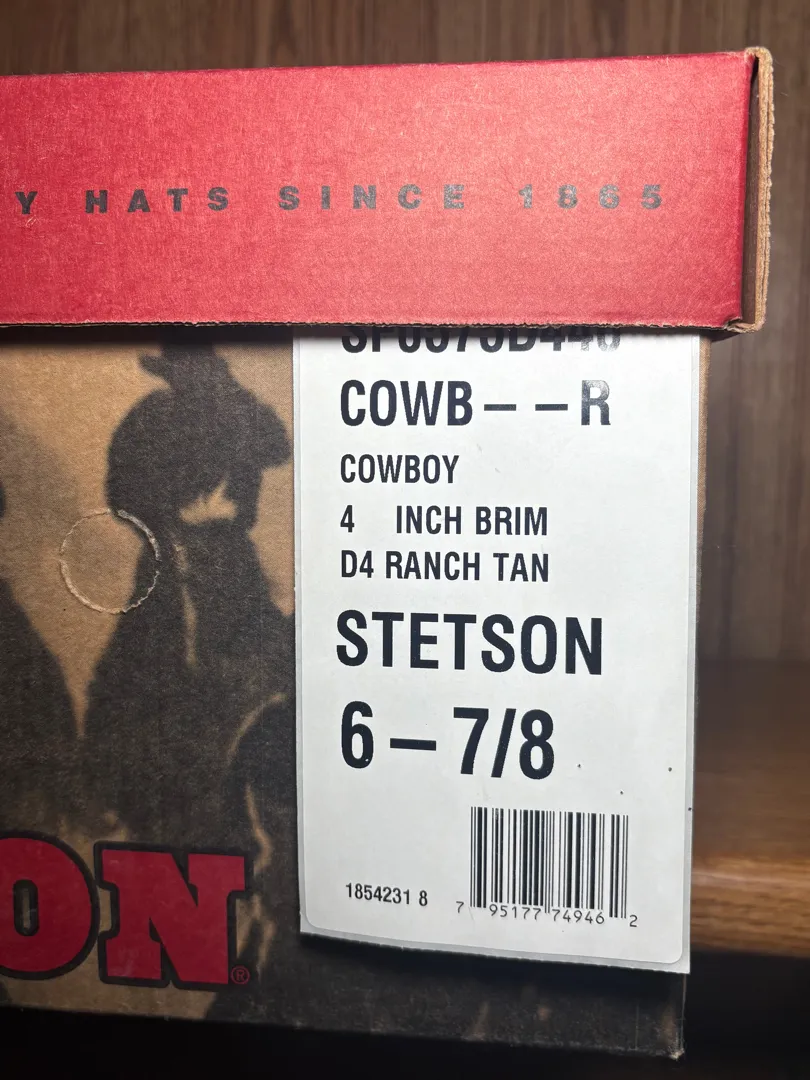 Y HATS SINCE 1865
COWB – – R
COWBOY
4 INCH BRIM
D4 RANCH TAN
STETSON
6 – 7/8
1854231 8
7 95177 74946 2
ON®